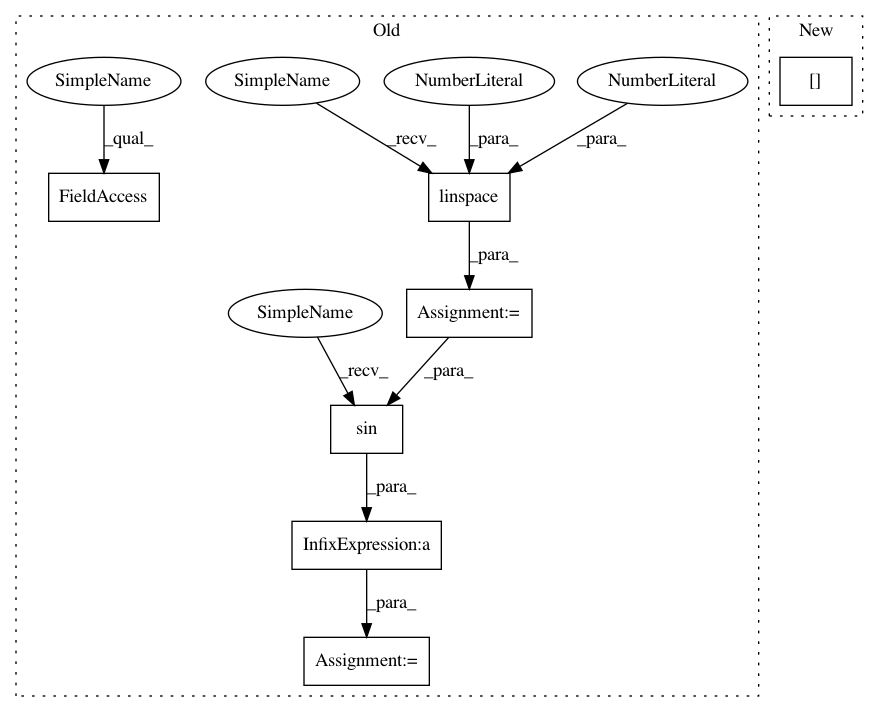 Old
New
SimpleName
SimpleName
NumberLiteral
NumberLiteral
[]
_qual_
_recv_
_para_
_para_
FieldAccess
linspace
_para_
SimpleName
Assignment:=
_recv_
_para_
sin
_para_
InfixExpression:a
_para_
Assignment:=